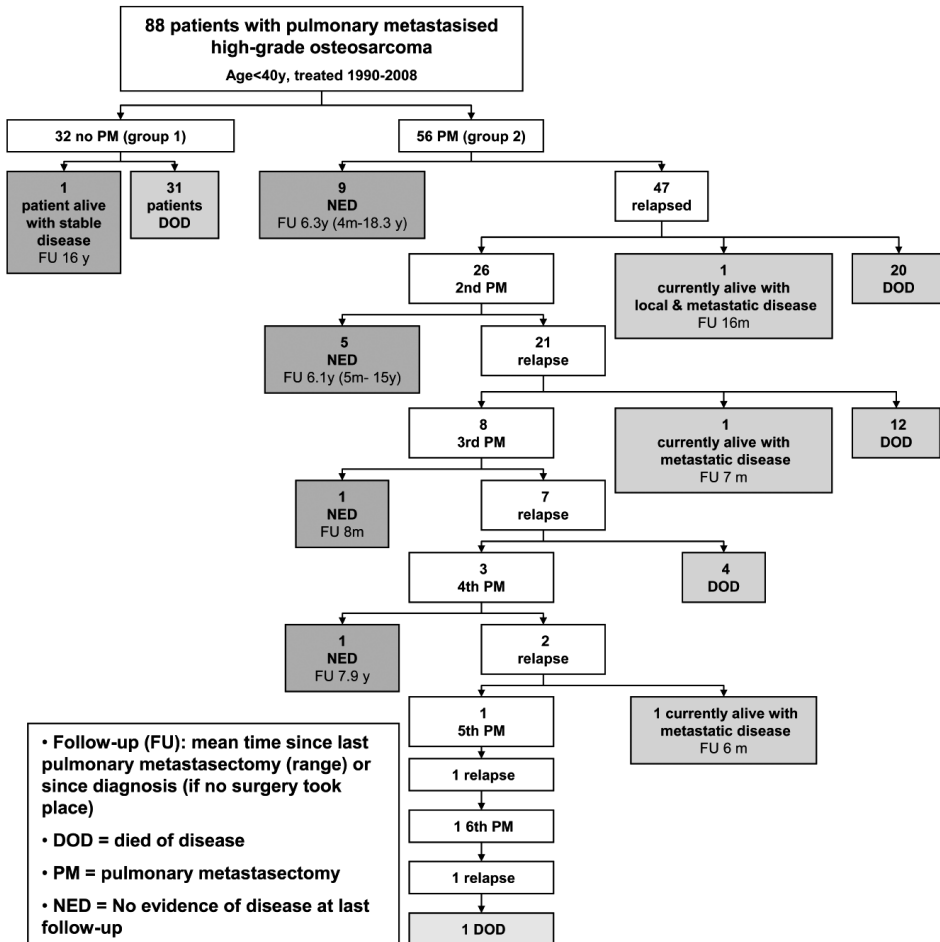 88 patients with pulmonary metastasised
high-grade osteosarcoma
Age<40y, treated 1990-2008
32 no PM (group 1)
56 PM (group 2)
1
patient alive
with stable
disease
FU 16 y
31
patients
DOD
9
NED
FU 6.3y (4m-18.3 y)
47
relapsed
26
2nd PM
1
currently alive with
local & metastatic disease
FU 16m
20
DOD
5
NED
FU 6.1y (5m- 15y)
21
relapse
8
3rd PM
1
currently alive with
metastatic disease
FU 7 m
12
DOD
1
NED
FU 8m
7
relapse
3
4th PM
4
DOD
1
NED
FU 7.9 y
2
relapse
1
5th PM
1 currently alive with
metastatic disease
FU 6 m
1 relapse
1 6th PM
1 relapse
1 DOD
• Follow-up (FU): mean time since last
pulmonary metastasectomy (range) or
since diagnosis (if no surgery took
place)
• DOD = died of disease
• PM = pulmonary metastasectomy
• NED = No evidence of disease at last
follow-up